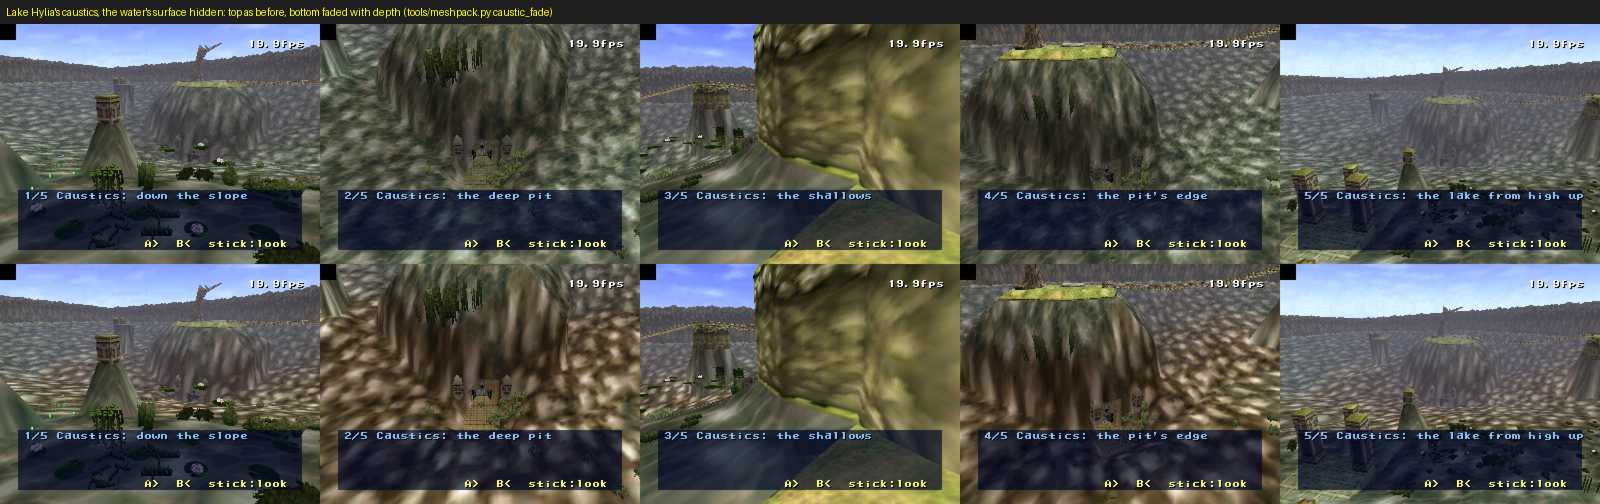 Lake Hylia's caustics, the water's surface hidden: top as before, bottom faded with depth (tools/meshpack.py caustic_fade)
19.9fps 19.9fps 19.9fps 19.9fps 19.9fps
1/5 Caustics: down the slope
A> B< stick:look
2/5 Caustics: the deep pit
A> B< stick:look
3/5 Caustics: the shallows
A> B< stick:look
4/5 Caustics: the pit's edge
A> B< stick:look
5/5 Caustics: the lake from high up
A> B< stick:look
19.9fps 19.9fps 19.9fps 19.9fps 19.9fps
1/5 Caustics: down the slope
A> B< stick:look
2/5 Caustics: the deep pit
A> B< stick:look
3/5 Caustics: the shallows
A> B< stick:look
4/5 Caustics: the pit's edge
A> B< stick:look
5/5 Caustics: the lake from high up
A> B< stick:look